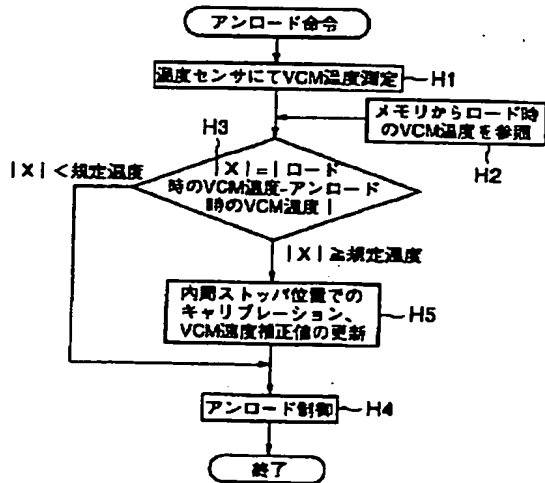 アンロード命令
温度センサにてVCM温度測定
H1
メモリからロード時
のVCM温度を参照
H2
H3
|X|=|ロード
時のVCM温度-アンロード
時のVCM温度|
|X|<規定温度
|X|≧規定温度
内周ストッパ位置での
キャリブレーション、
VCM速度補正値の更新
H5
アンロード制御
H4
終了